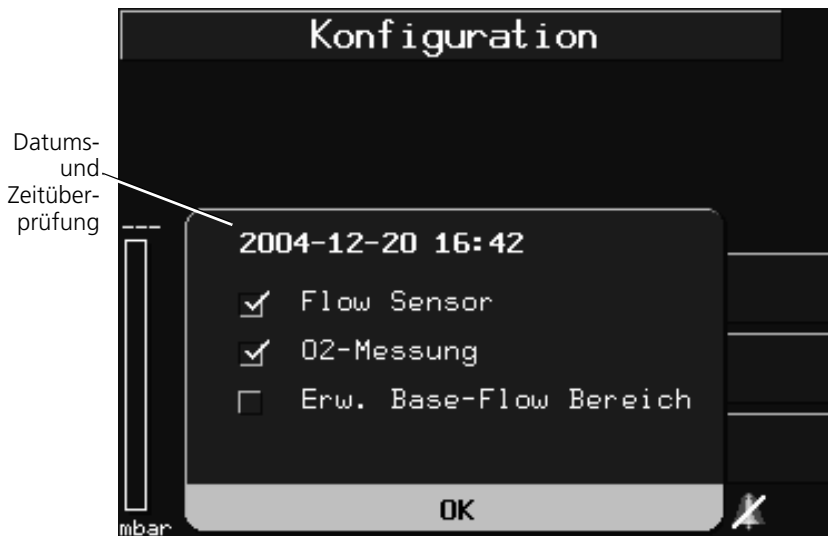 Konfiguration
Datums-
und
Zeitüber-
prüfung
---
2004-12-20 16:42
Flow Sensor
O2-Messung
Erw. Base-Flow Bereich
OK
mbar